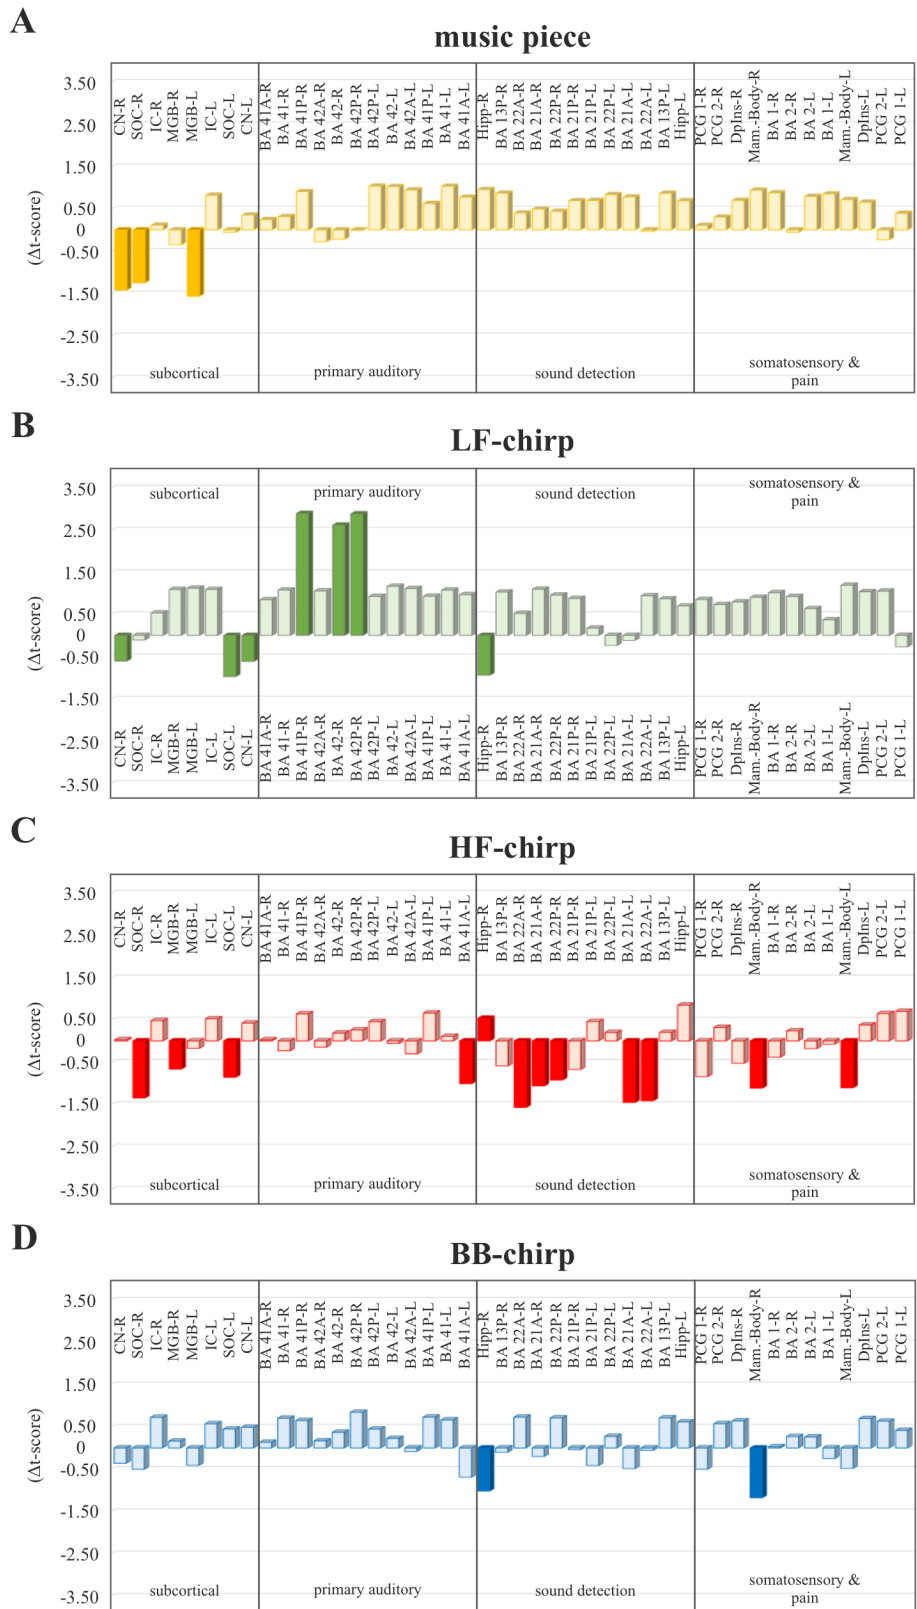 A
music piece
3.50
2.50
1.50
0.50
0
-0.50
-1.50
-2.50
-3.50
(Δt-score)
CN-R
SOC-R
IC-R
MGB-R
MGB-L
IC-L
SOC-L
CN-L
BA 41A-R
BA 41-R
BA 41P-R
BA 42A-R
BA 42-R
BA 42P-R
BA 42P-L
BA 42-L
BA 42A-L
BA 41P-L
BA 41-L
BA 41A-L
Hipp-R
BA 13P-R
BA 22A-R
BA 21A-R
BA 22P-R
BA 21P-R
BA 21P-L
BA 22P-L
BA 21A-L
BA 22A-L
BA 13P-L
Hipp-L
PCG 1-R
PCG 2-R
DpIns-R
Mam.-Body-R
BA 1-R
BA 2-R
BA 2-L
BA 1-L
Mam.-Body-L
DpIns-L
PCG 2-L
PCG 1-L
subcortical
primary auditory
sound detection
somatosensory &
pain
B
LF-chirp
3.50
2.50
1.50
0.50
0
-0.50
-1.50
-2.50
-3.50
(Δt-score)
subcortical
primary auditory
sound detection
somatosensory &
pain
CN-R
SOC-R
IC-R
MGB-R
MGB-L
IC-L
SOC-L
CN-L
BA 41A-R
BA 41-R
BA 41P-R
BA 42A-R
BA 42-R
BA 42P-R
BA 42P-L
BA 42-L
BA 42A-L
BA 41P-L
BA 41-L
BA 41A-L
Hipp-R
BA 13P-R
BA 22A-R
BA 21A-R
BA 22P-R
BA 21P-R
BA 21P-L
BA 22P-L
BA 21A-L
BA 22A-L
BA 13P-L
Hipp-L
PCG 1-R
PCG 2-R
DpIns-R
Mam.-Body-R
BA 1-R
BA 2-R
BA 2-L
BA 1-L
Mam.-Body-L
DpIns-L
PCG 2-L
PCG 1-L
C
HF-chirp
3.50
2.50
1.50
0.50
0
-0.50
-1.50
-2.50
-3.50
(Δt-score)
CN-R
SOC-R
IC-R
MGB-R
MGB-L
IC-L
SOC-L
CN-L
BA 41A-R
BA 41-R
BA 41P-R
BA 42A-R
BA 42-R
BA 42P-R
BA 42P-L
BA 42-L
BA 42A-L
BA 41P-L
BA 41-L
BA 41A-L
Hipp-R
BA 13P-R
BA 22A-R
BA 21A-R
BA 22P-R
BA 21P-R
BA 21P-L
BA 22P-L
BA 21A-L
BA 22A-L
BA 13P-L
Hipp-L
PCG 1-R
PCG 2-R
DpIns-R
Mam.-Body-R
BA 1-R
BA 2-R
BA 2-L
BA 1-L
Mam.-Body-L
DpIns-L
PCG 2-L
PCG 1-L
subcortical
primary auditory
sound detection
somatosensory &
pain
D
BB-chirp
3.50
2.50
1.50
0.50
0
-0.50
-1.50
-2.50
-3.50
(Δt-score)
CN-R
SOC-R
IC-R
MGB-R
MGB-L
IC-L
SOC-L
CN-L
BA 41A-R
BA 41-R
BA 41P-R
BA 42A-R
BA 42-R
BA 42P-R
BA 42P-L
BA 42-L
BA 42A-L
BA 41P-L
BA 41-L
BA 41A-L
Hipp-R
BA 13P-R
BA 22A-R
BA 21A-R
BA 22P-R
BA 21P-R
BA 21P-L
BA 22P-L
BA 21A-L
BA 22A-L
BA 13P-L
Hipp-L
PCG 1-R
PCG 2-R
DpIns-R
Mam.-Body-R
BA 1-R
BA 2-R
BA 2-L
BA 1-L
Mam.-Body-L
DpIns-L
PCG 2-L
PCG 1-L
subcortical
primary auditory
sound detection
somatosensory &
pain